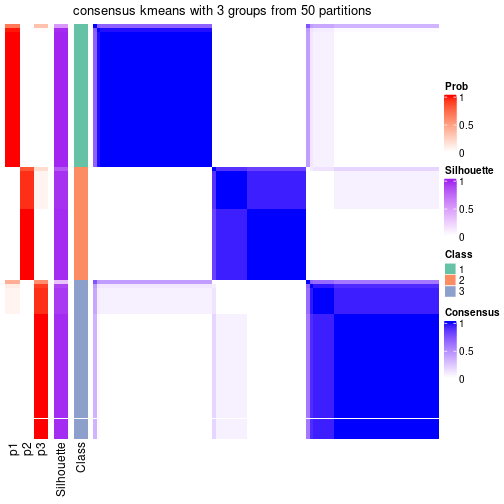 consensus kmeans with 3 groups from 50 partitions
Prob
1
0.5
0
Silhouette
1
0.5
0
Class
1
2
3
Consensus
1
0.5
0
p1
p2
p3
Silhouette
Class